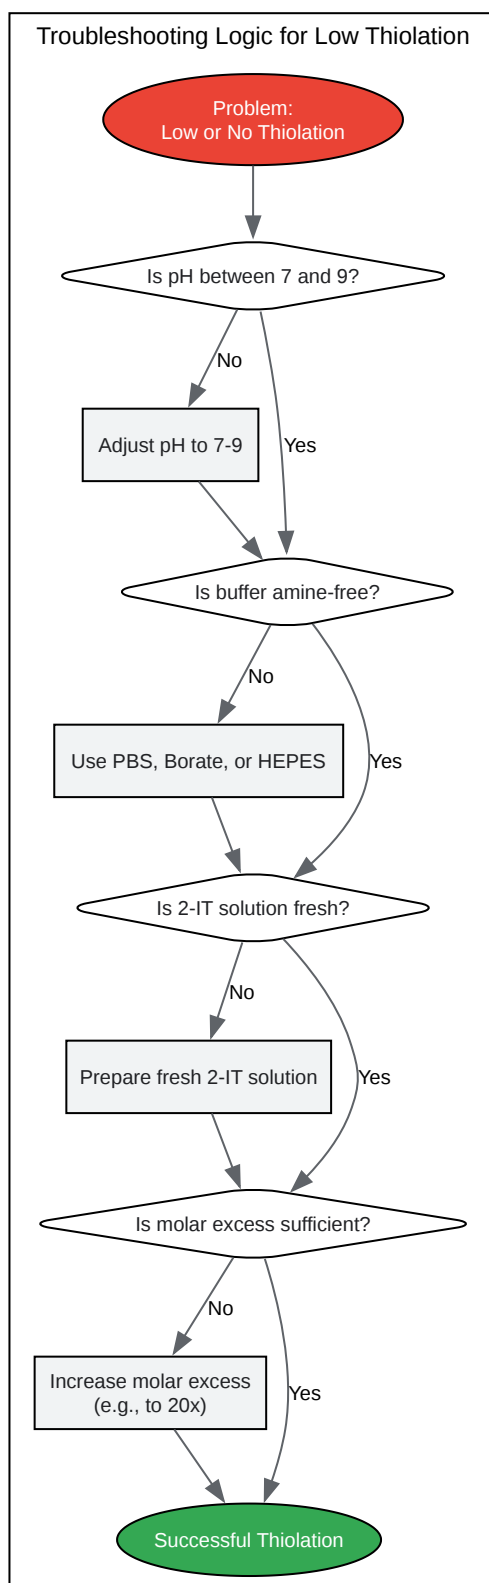 Troubleshooting Logic for Low Thiolation
Problem:
Low or No Thiolation
Is pH between 7 and 9?
No
Adjust pH to 7-9
Yes
Is buffer amine-free?
No
Use PBS, Borate, or HEPES
Yes
Is 2-IT solution fresh?
No
Prepare fresh 2-IT solution
Yes
Is molar excess sufficient?
No
Increase molar excess
(e.g., to 20x)
Yes
Successful Thiolation